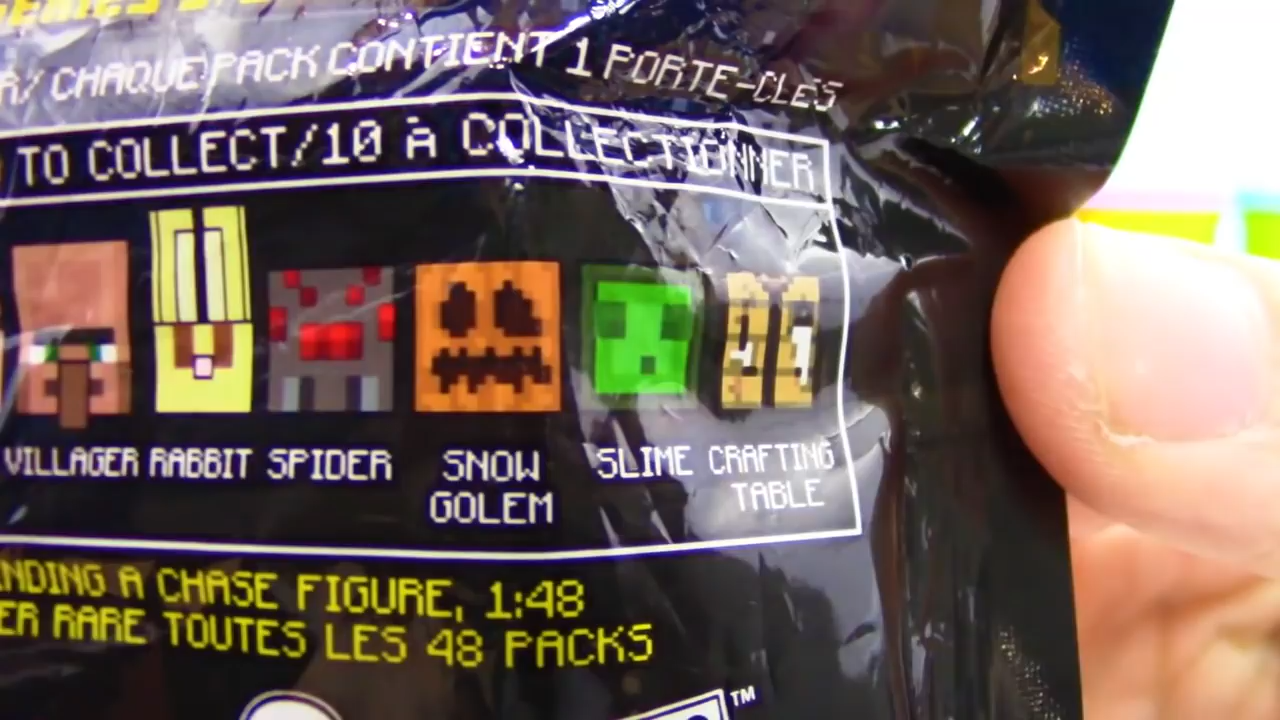 CHAQUE PACK CONTIENT 1 PORTE-CLES
TO COLLECT/10 À COLLECTIONNER
VILLAGER RABBIT SPIDER SNOW GOLEM SLIME CRAFTING TABLE
A CHASE FIGURE, 1:48
RARE TOUTES LES 48 PACKS
TM